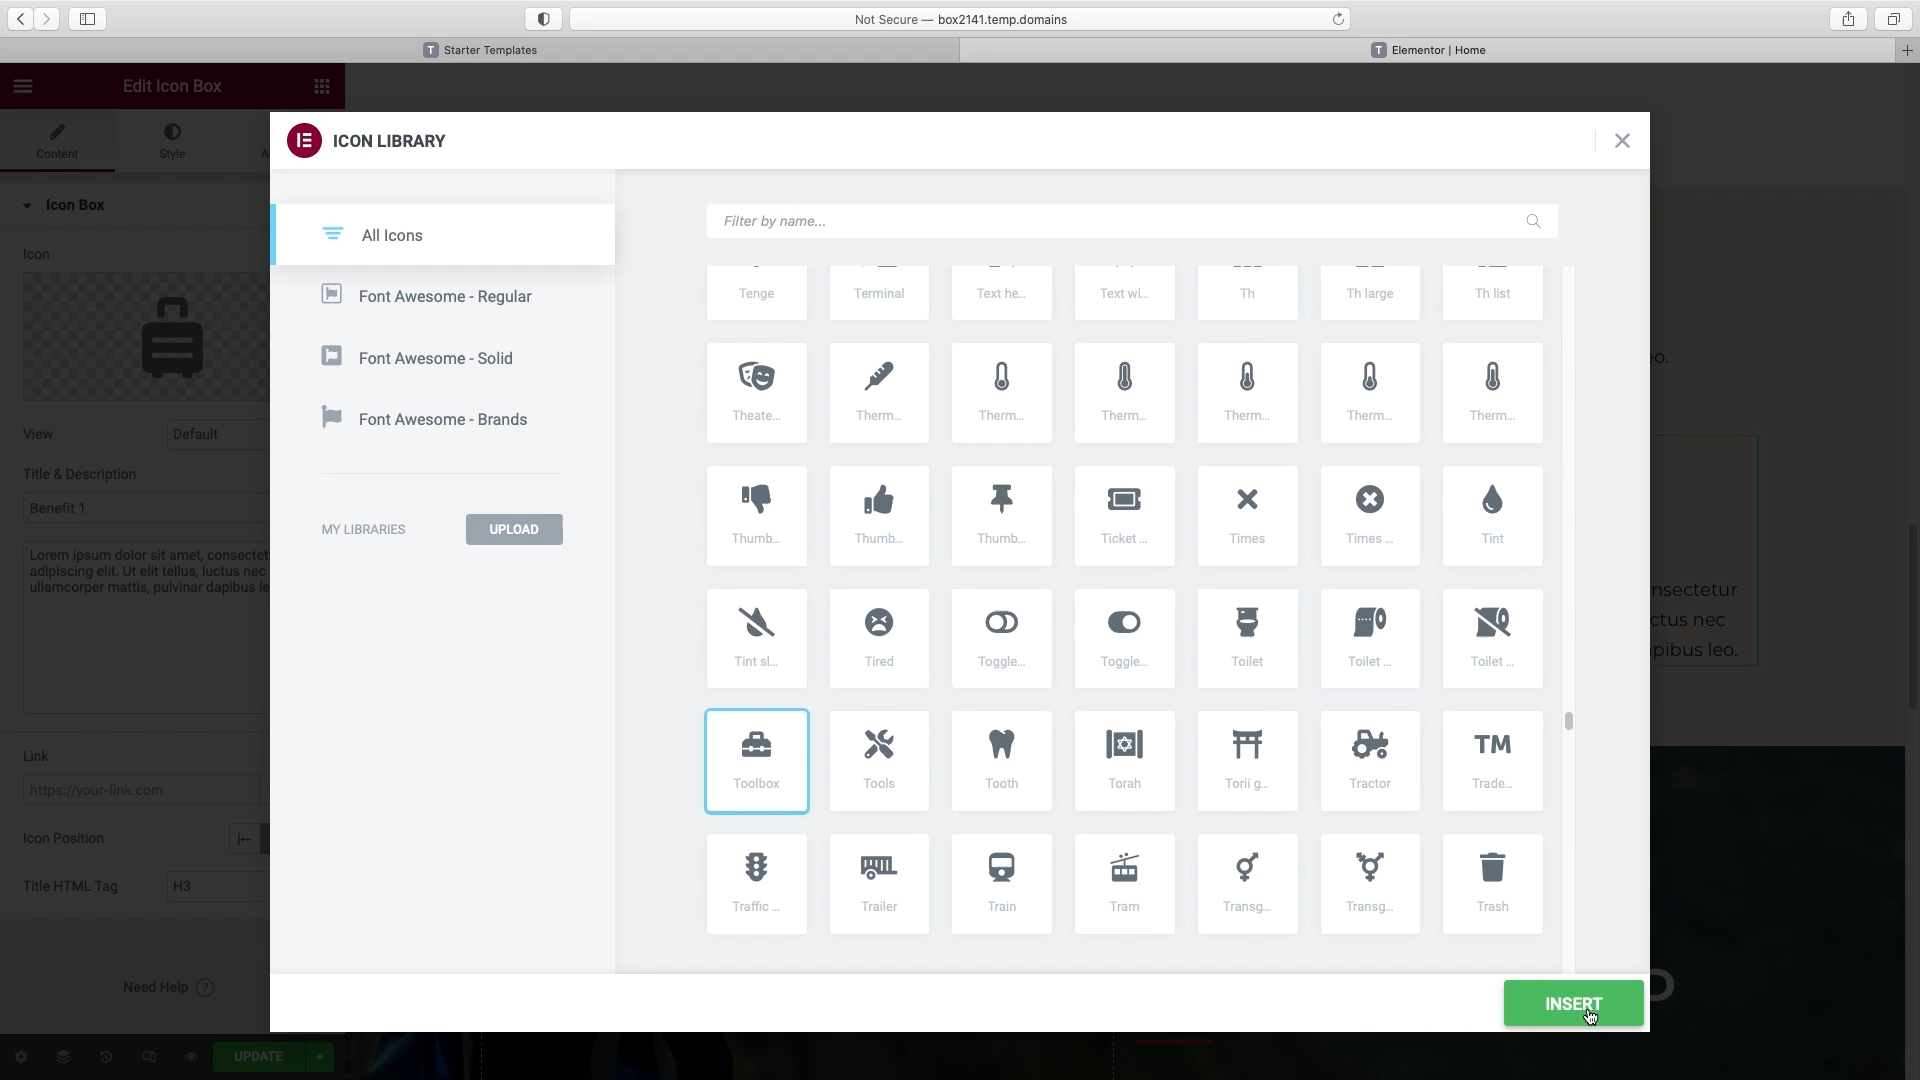 Not Secure — box2141.temp.domains
T Starter Templates
T Elementor | Home
Edit Icon Box
Content
Style
Icon Box
Icon
View
Default
Title & Description
Benefit 1
Lorem ipsum dolor sit amet, consectet
adipiscing elit. Ut elit tellus, luctus nec
ullamcorper mattis, pulvinar dapibus le
Link
https://your-link.com
Icon Position
Title HTML Tag
H3
Need Help ?
UPDATE
ICON LIBRARY
All Icons
Font Awesome - Regular
Font Awesome - Solid
Font Awesome - Brands
MY LIBRARIES
UPLOAD
Filter by name...
Tenge Terminal Text he... Text wi... Th Th large Th list
Theate... Therm... Therm... Therm... Therm... Therm... Therm...
Thumb... Thumb... Thumb... Ticket ... Times Times ... Tint
Tint sl... Tired Toggle... Toggle... Toilet Toilet ... Toilet ...
TM
Toolbox Tools Tooth Torah Torii g... Tractor Trade...
Traffic ... Trailer Train Tram Transg... Transg... Trash
INSERT
eo.
nsectetur
ctus nec
apibus leo.